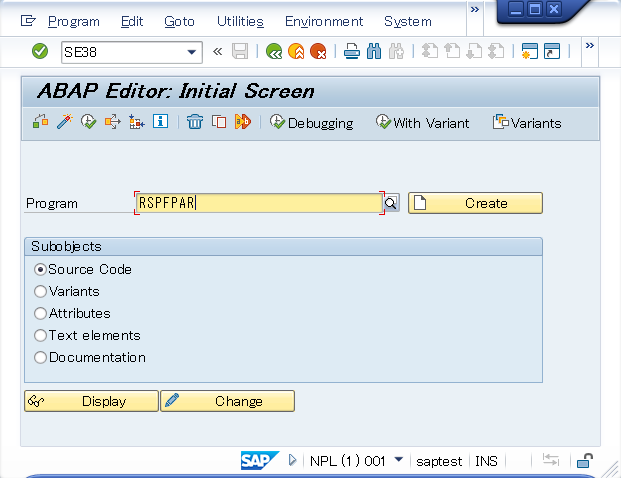 Program Edit Goto Utilities Environment System »
SE38 « »
ABAP Editor: Initial Screen
Debugging With Variant Variants
Program RSPFPAR Create
Subobjects
Source Code
Variants
Attributes
Text elements
Documentation
Display Change
SAP NPL (1) 001 saptest INS